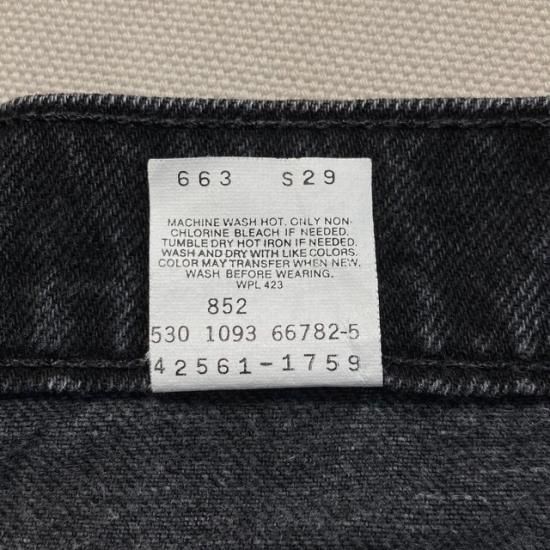 663 S29
MACHINE WASH HOT. ONLY NON-
CHLORINE BLEACH IF NEEDED.
TUMBLE DRY HOT IRON IF NEEDED.
WASH AND DRY WITH LIKE COLORS.
COLOR MAY TRANSFER WHEN NEW.
WASH BEFORE WEARING.
WPL 423
852
530 1093 66782-5
42561-1759